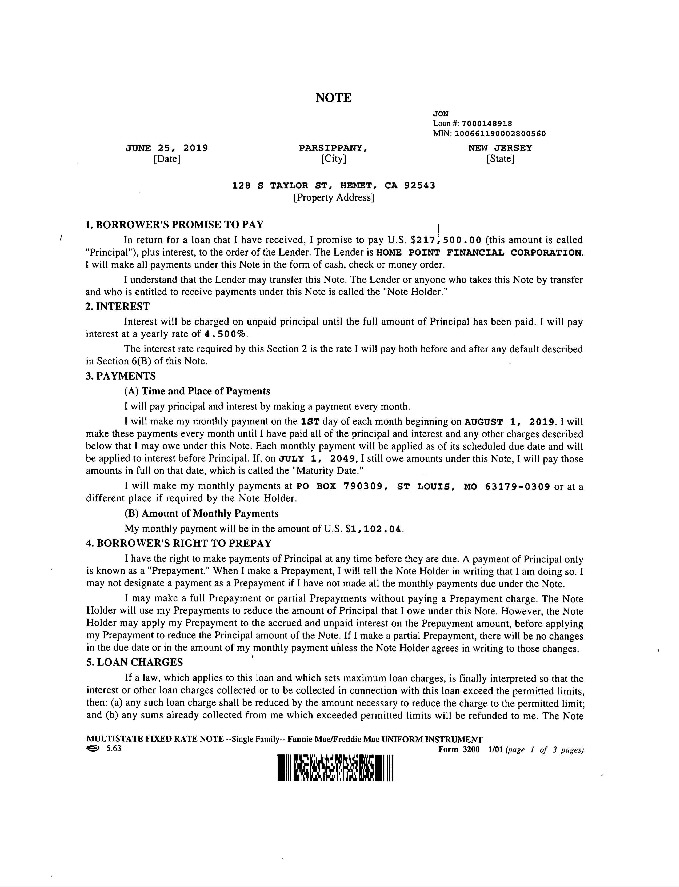 NOTE
JON
Loan #: 7000148918
MIN: 100661190002800560
JUNE 25, 2019 PARSIPPANY, NEW JERSEY
[Date] [City] [State]
128 S TAYLOR ST, HEMET, CA 92543
[Property Address]
1. BORROWER'S PROMISE TO PAY
In return for a loan that I have received, I promise to pay U.S. $217,500.00 (this amount is called
"Principal"), plus interest, to the order of the Lender. The Lender is HOME POINT FINANCIAL CORPORATION.
I will make all payments under this Note in the form of cash, check or money order.
I understand that the Lender may transfer this Note. The Lender or anyone who takes this Note by transfer
and who is entitled to receive payments under this Note is called the "Note Holder."
2. INTEREST
Interest will be charged on unpaid principal until the full amount of Principal has been paid. I will pay
interest at a yearly rate of 4.500%.
The interest rate required by this Section 2 is the rate I will pay both before and after any default described
in Section 6(B) of this Note.
3. PAYMENTS
(A) Time and Place of Payments
I will pay principal and interest by making a payment every month.
I will make my monthly payment on the 1ST day of each month beginning on AUGUST 1, 2019. I will
make these payments every month until I have paid all of the principal and interest and any other charges described
below that I may owe under this Note. Each monthly payment will be applied as of its scheduled due date and will
be applied to interest before Principal. If, on JULY 1, 2049, I still owe amounts under this Note, I will pay those
amounts in full on that date, which is called the "Maturity Date."
I will make my monthly payments at PO BOX 790309, ST LOUIS, MO 63179-0309 or at a
different place if required by the Note Holder.
(B) Amount of Monthly Payments
My monthly payment will be in the amount of U.S. $1,102.04.
4. BORROWER'S RIGHT TO PREPAY
I have the right to make payments of Principal at any time before they are due. A payment of Principal only
is known as a "Prepayment." When I make a Prepayment, I will tell the Note Holder in writing that I am doing so. I
may not designate a payment as a Prepayment if I have not made all the monthly payments due under the Note.
I may make a full Prepayment or partial Prepayments without paying a Prepayment charge. The Note
Holder will use my Prepayments to reduce the amount of Principal that I owe under this Note. However, the Note
Holder may apply my Prepayment to the accrued and unpaid interest on the Prepayment amount, before applying
my Prepayment to reduce the Principal amount of the Note. If I make a partial Prepayment, there will be no changes
in the due date or in the amount of my monthly payment unless the Note Holder agrees in writing to those changes.
5. LOAN CHARGES
If a law, which applies to this loan and which sets maximum loan charges, is finally interpreted so that the
interest or other loan charges collected or to be collected in connection with this loan exceed the permitted limits,
then: (a) any such loan charge shall be reduced by the amount necessary to reduce the charge to the permitted limit;
and (b) any sums already collected from me which exceeded permitted limits will be refunded to me. The Note
MULTISTATE FIXED RATE NOTE --Single Family-- Fannie Mae/Freddie Mac UNIFORM INSTRUMENT
5.63 Form 3200 1/01 (page 1 of 3 pages)